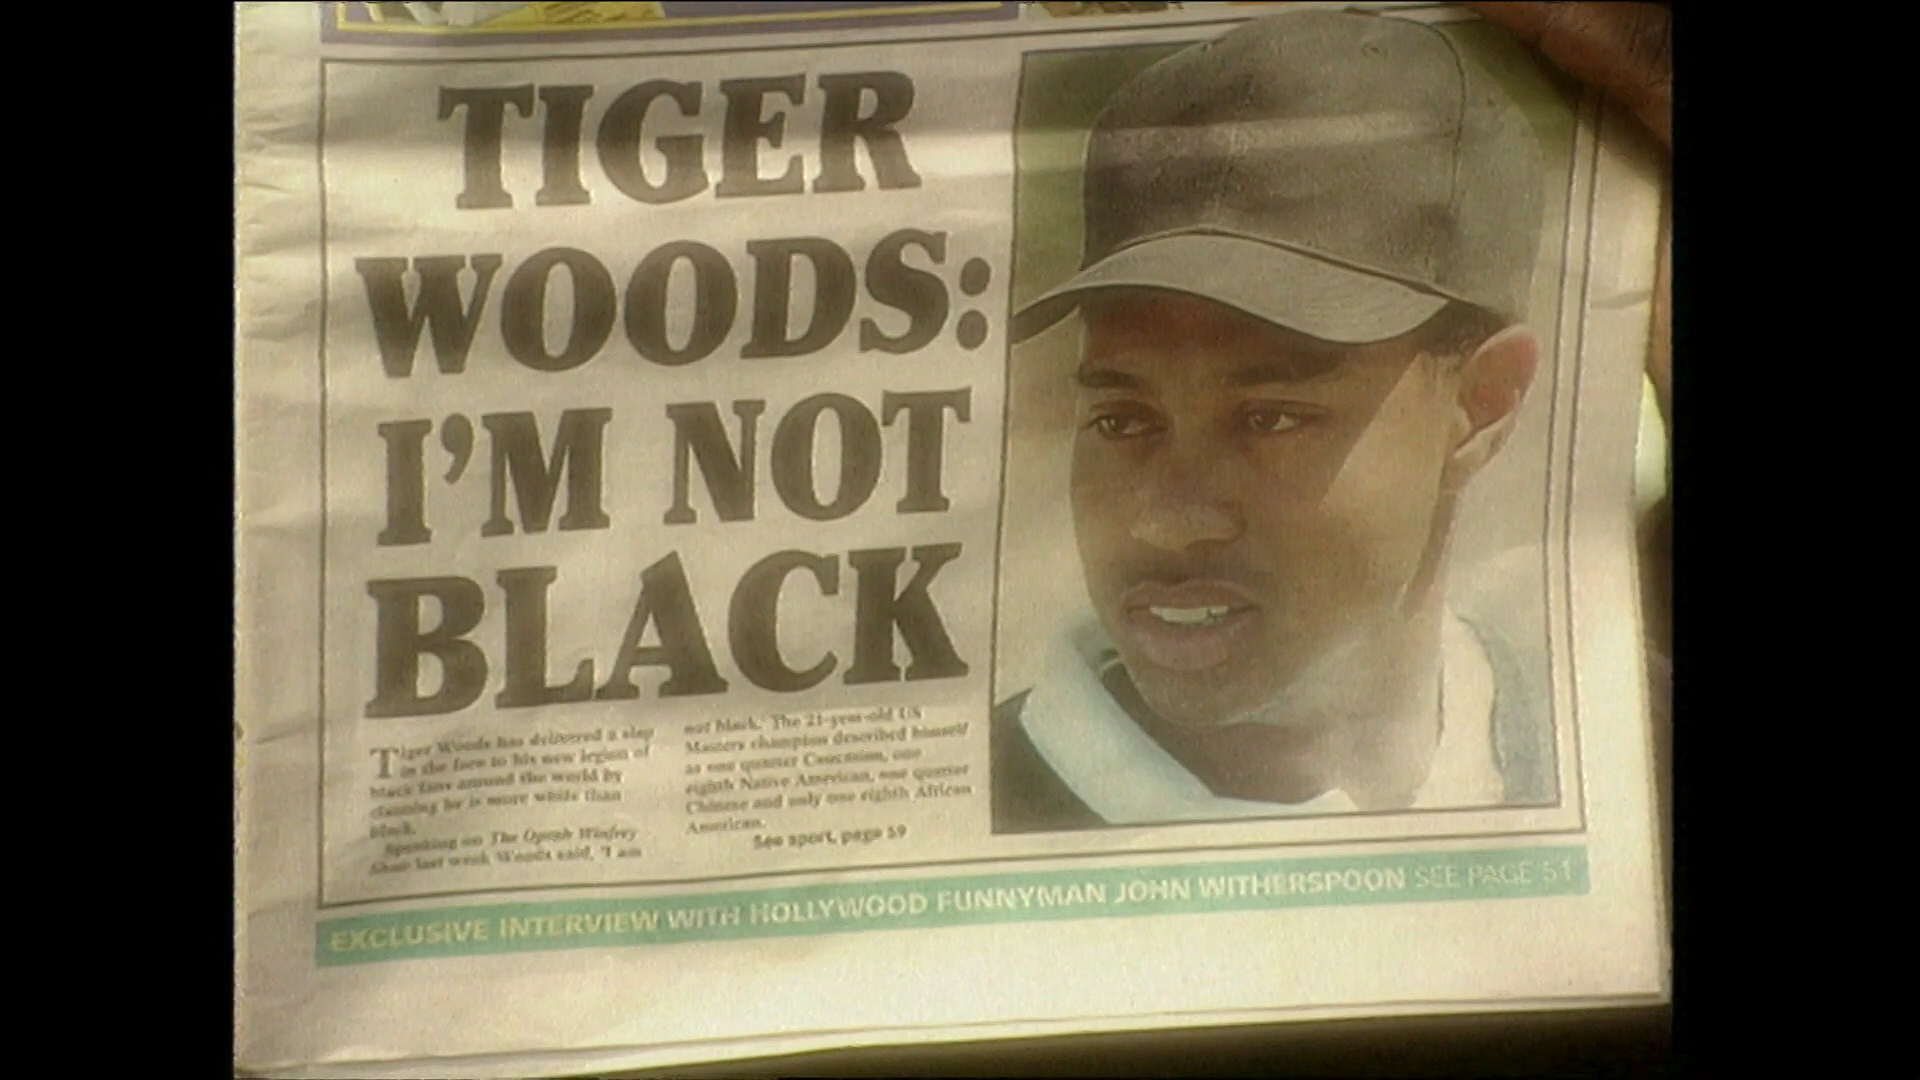 TIGER
WOODS:
I'M NOT
BLACK
Tiger Woods has delivered a slap
in the face to his new legion of
black fans around the world by
claiming he is more white than
black.
Speaking on The Oprah Winfrey
Show last week Woods said, 'I am
not black.' The 21-year-old US
Masters champion described himself
as one quarter Caucasian, one
eighth Native American, one quarter
Chinese and only one eighth African
American.
See sport, page 59
EXCLUSIVE INTERVIEW WITH HOLLYWOOD FUNNYMAN JOHN WITHERSPOON SEE PAGE 51